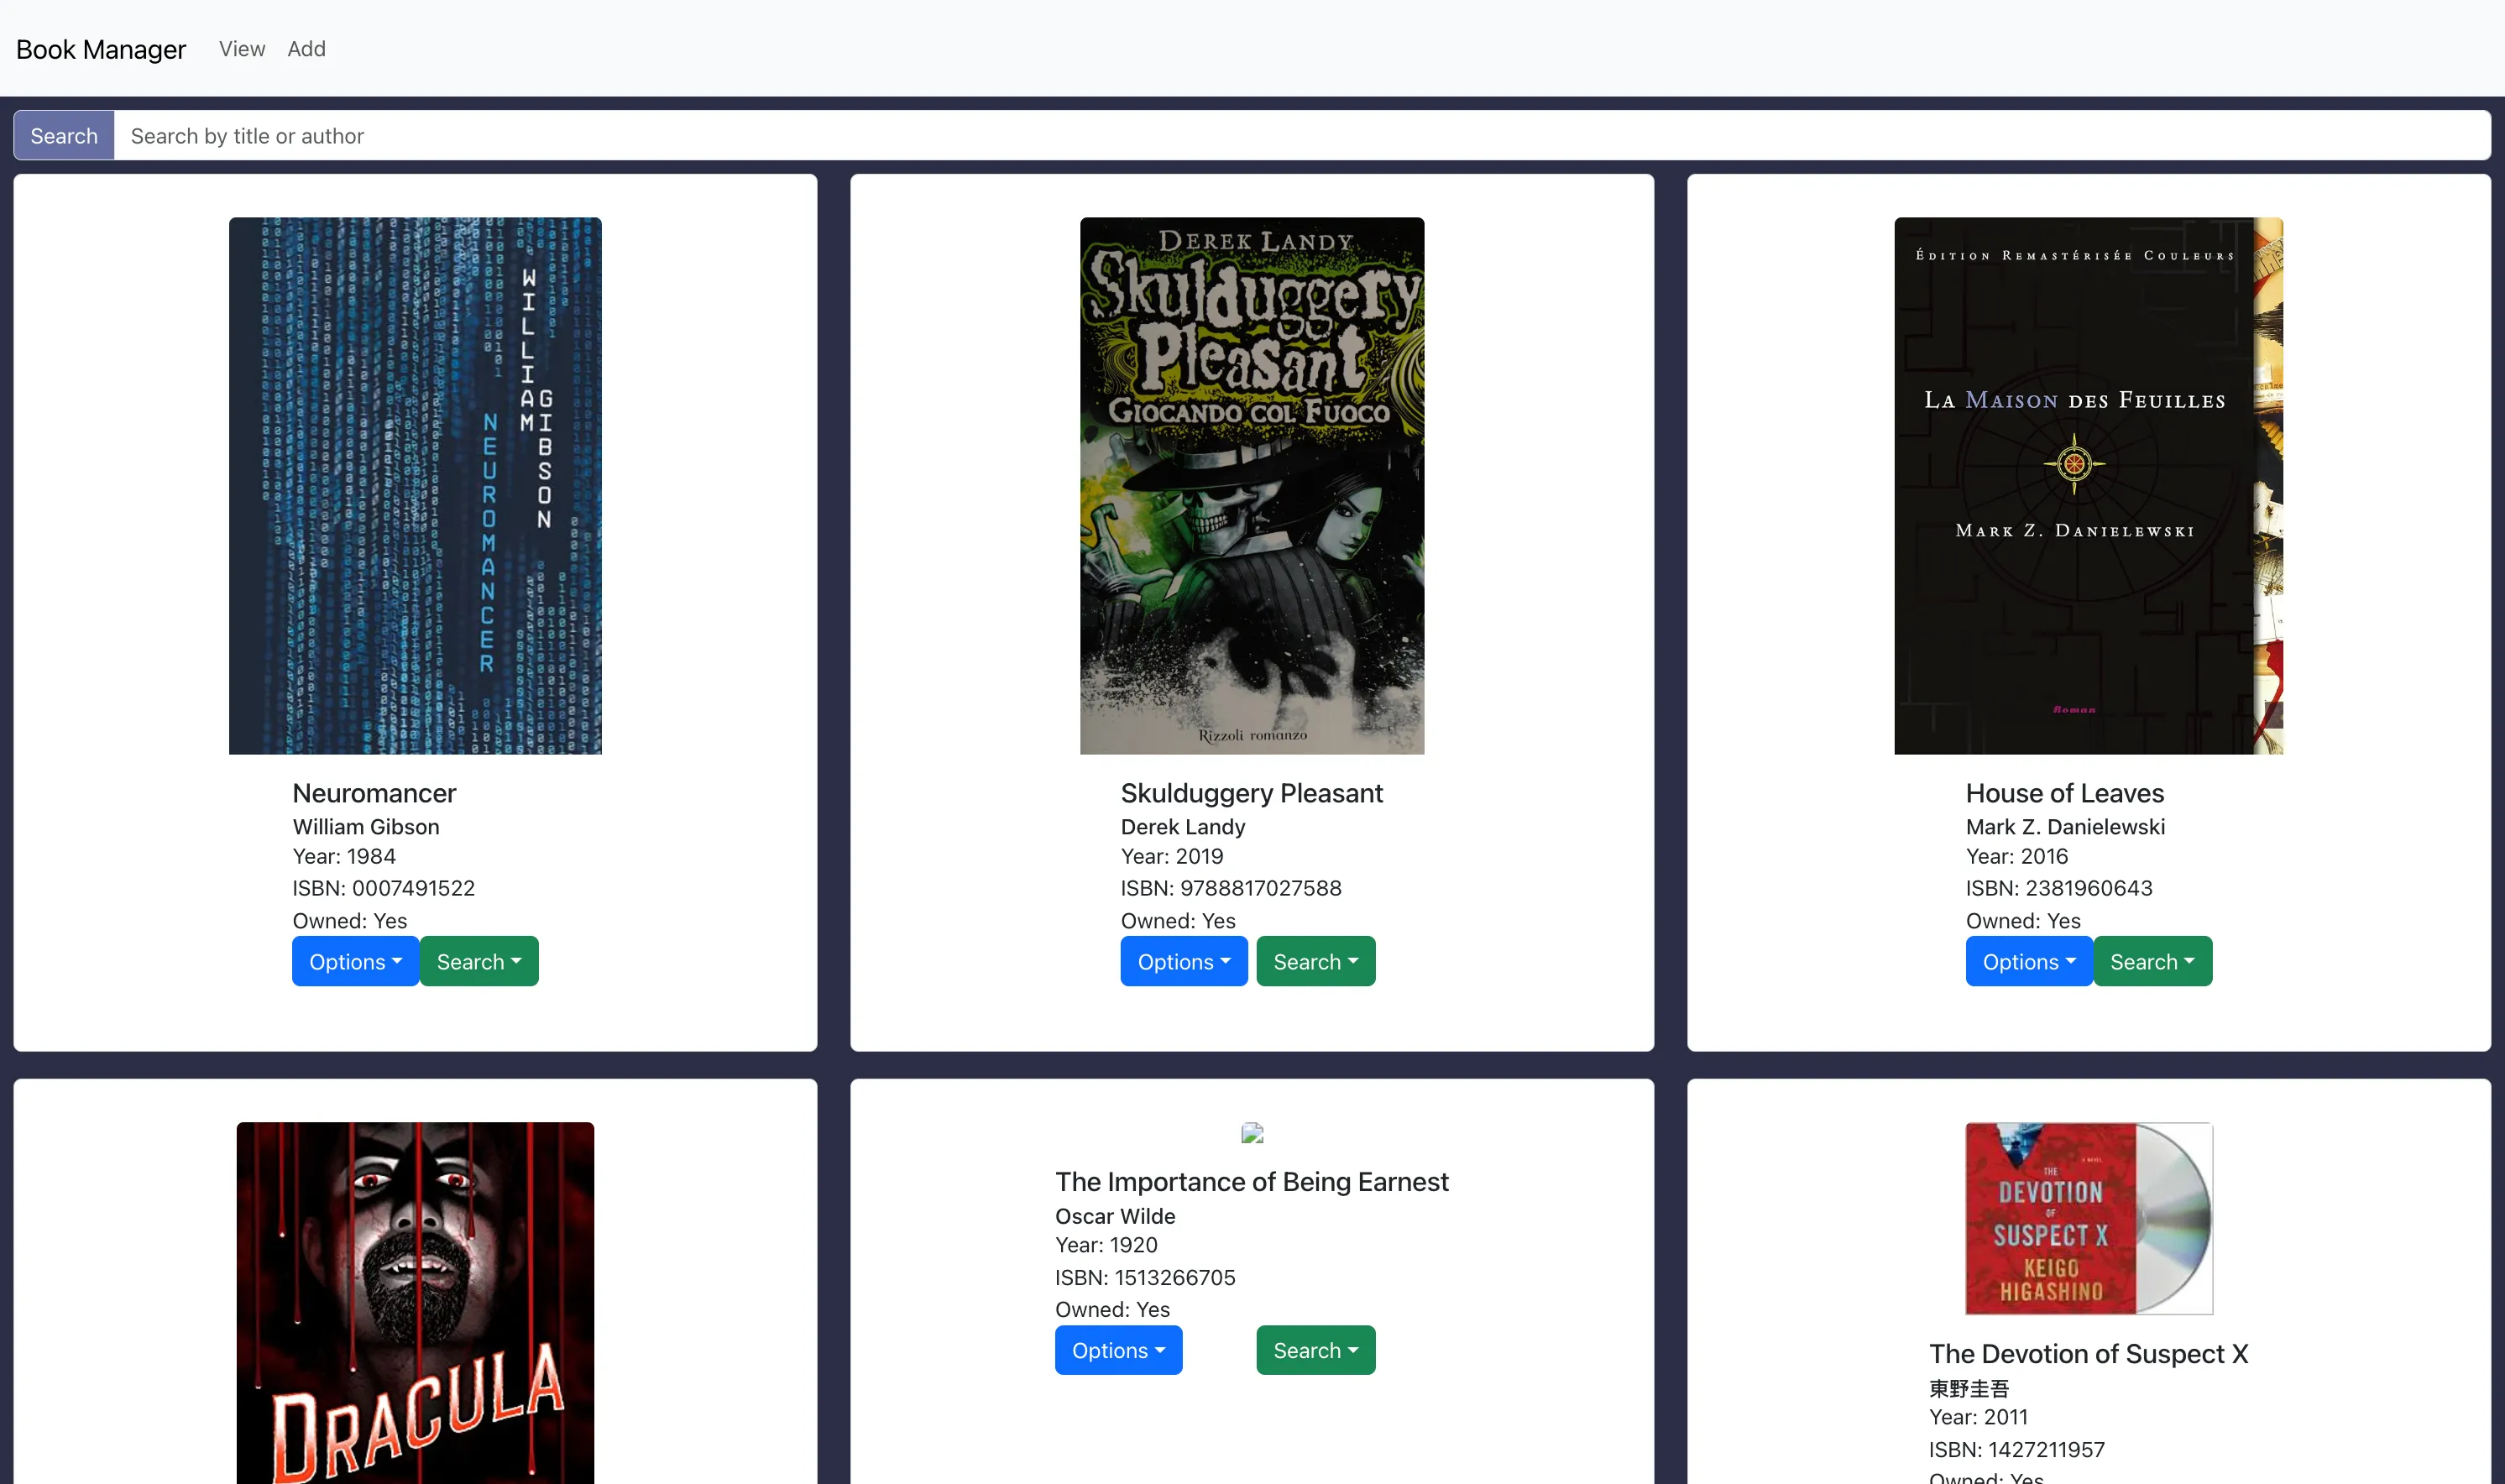 Book Manager View Add
Search Search by title or author
WILLIAM
GIBSON
NEUROMANCER
Neuromancer
William Gibson
Year: 1984
ISBN: 0007491522
Owned: Yes
Options Search
DEREK LANDY
Skulduggery
Pleasant
GIOCANDO COL FUOCO
Rizzoli romanzo
Skulduggery Pleasant
Derek Landy
Year: 2019
ISBN: 9788817027588
Owned: Yes
Options Search
ÉDITION REMASTÉRISÉE COULEURS
LA MAISON DES FEUILLES
MARK Z. DANIELEWSKI
Roman
House of Leaves
Mark Z. Danielewski
Year: 2016
ISBN: 2381960643
Owned: Yes
Options Search
DRACULA
The Importance of Being Earnest
Oscar Wilde
Year: 1920
ISBN: 1513266705
Owned: Yes
Options Search
A NOVEL
THE
DEVOTION
OF
SUSPECT X
KEIGO
HIGASHINO
The Devotion of Suspect X
東野圭吾
Year: 2011
ISBN: 1427211957
Owned: Yes